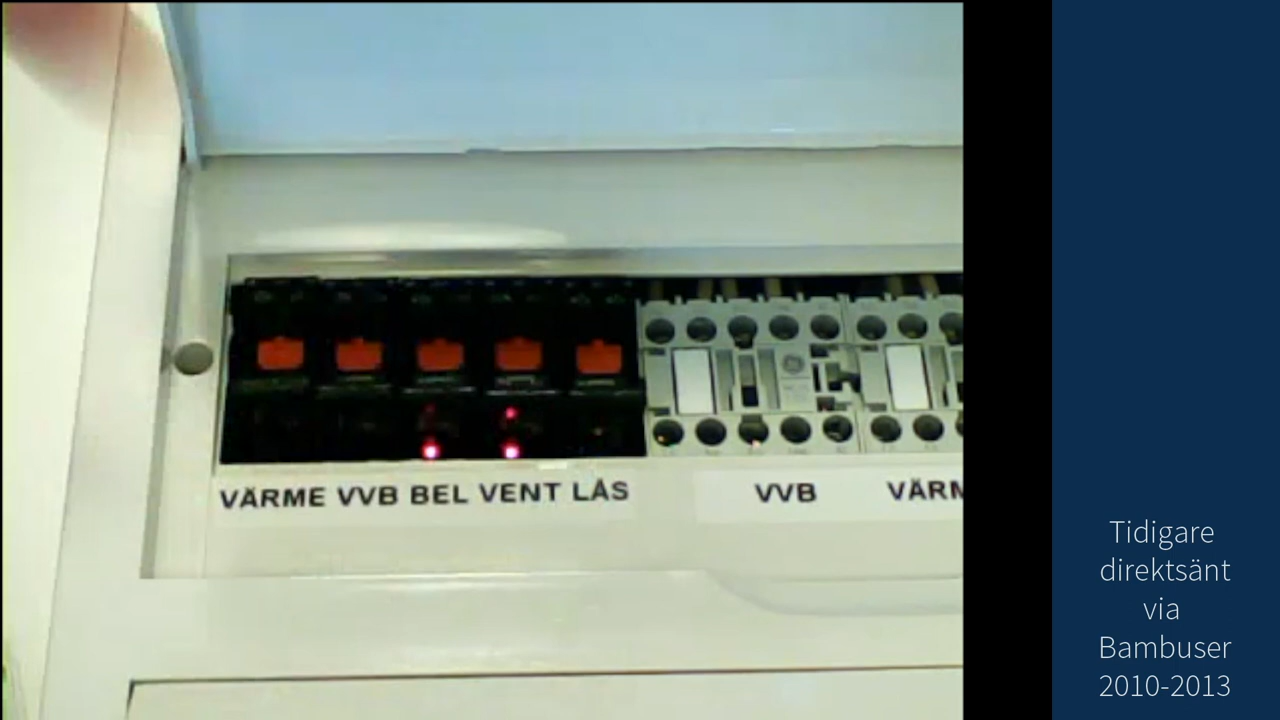 VÄRME VVB BEL VENT LÅS
VVB
VÄRM
Tidigare
direktsänt
via
Bambuser
2010-2013